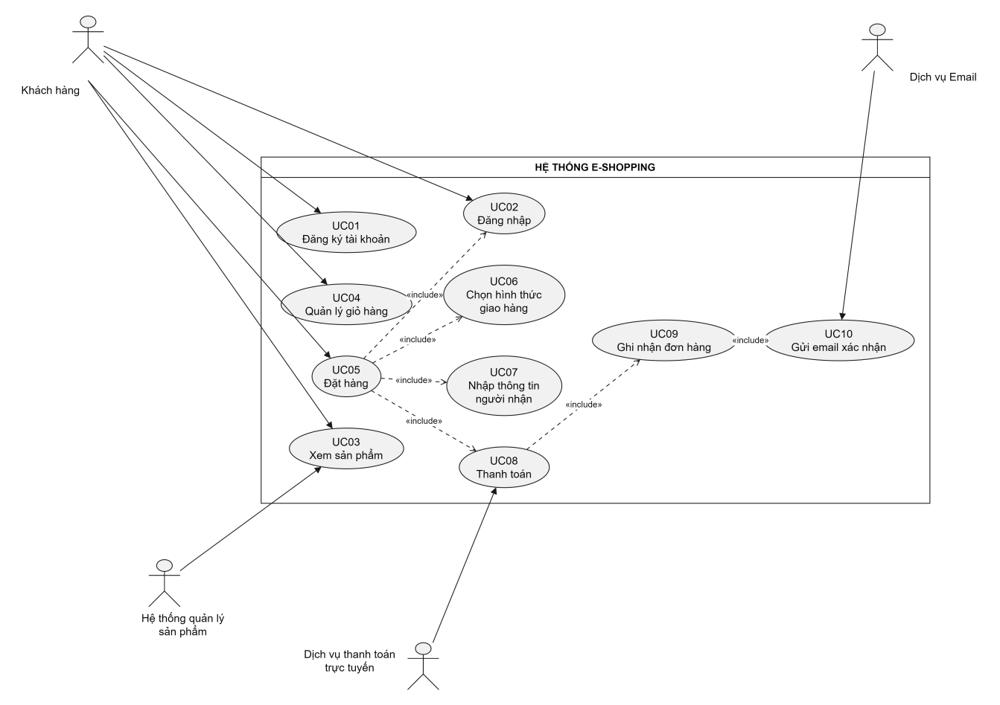 Khách hàng
Dịch vụ Email
HỆ THỐNG E-SHOPPING
UC02
Đăng nhập
UC01
Đăng ký tài khoản
UC06
Chọn hình thức
giao hàng
UC04
Quản lý giỏ hàng
«include»
«include»
UC09
Ghi nhận đơn hàng
«include»
UC10
Gửi email xác nhận
UC05
Đặt hàng
«include»
UC07
Nhập thông tin
người nhận
«include»
«include»
UC03
Xem sản phẩm
UC08
Thanh toán
Hệ thống quản lý
sản phẩm
Dịch vụ thanh toán
trực tuyến